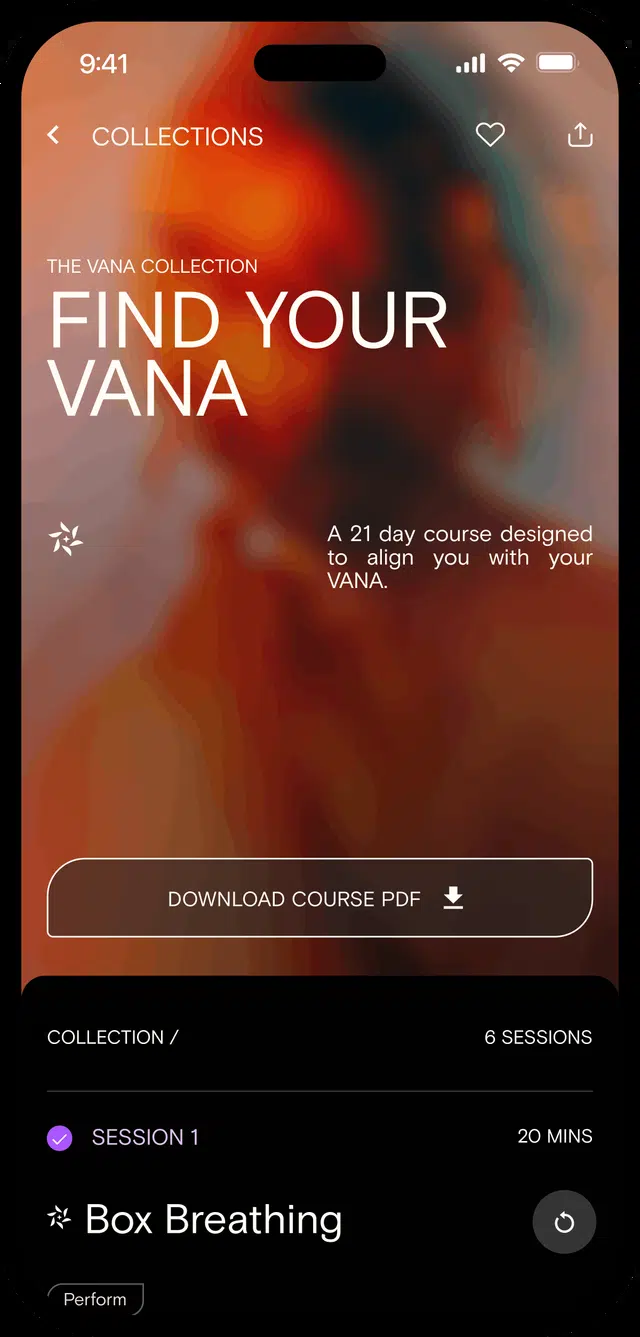 9:41
COLLECTIONS
THE VANA COLLECTION
FIND YOUR
VANA
A 21 day course designed
to align you with your
VANA.
DOWNLOAD COURSE PDF
COLLECTION / 6 SESSIONS
SESSION 1 20 MINS
Box Breathing
Perform